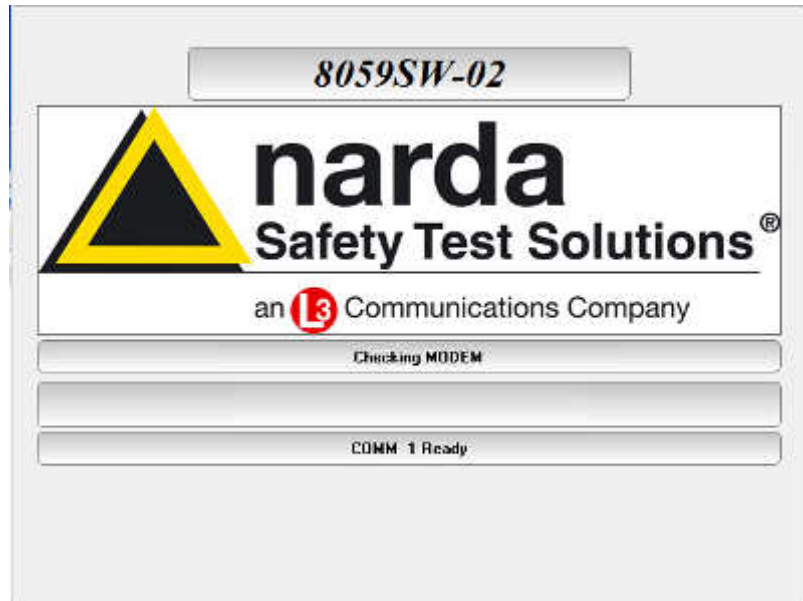 8059SW-02
narda
Safety Test Solutions®
an L3 Communications Company
Checking MODEM
COMM 1 Ready